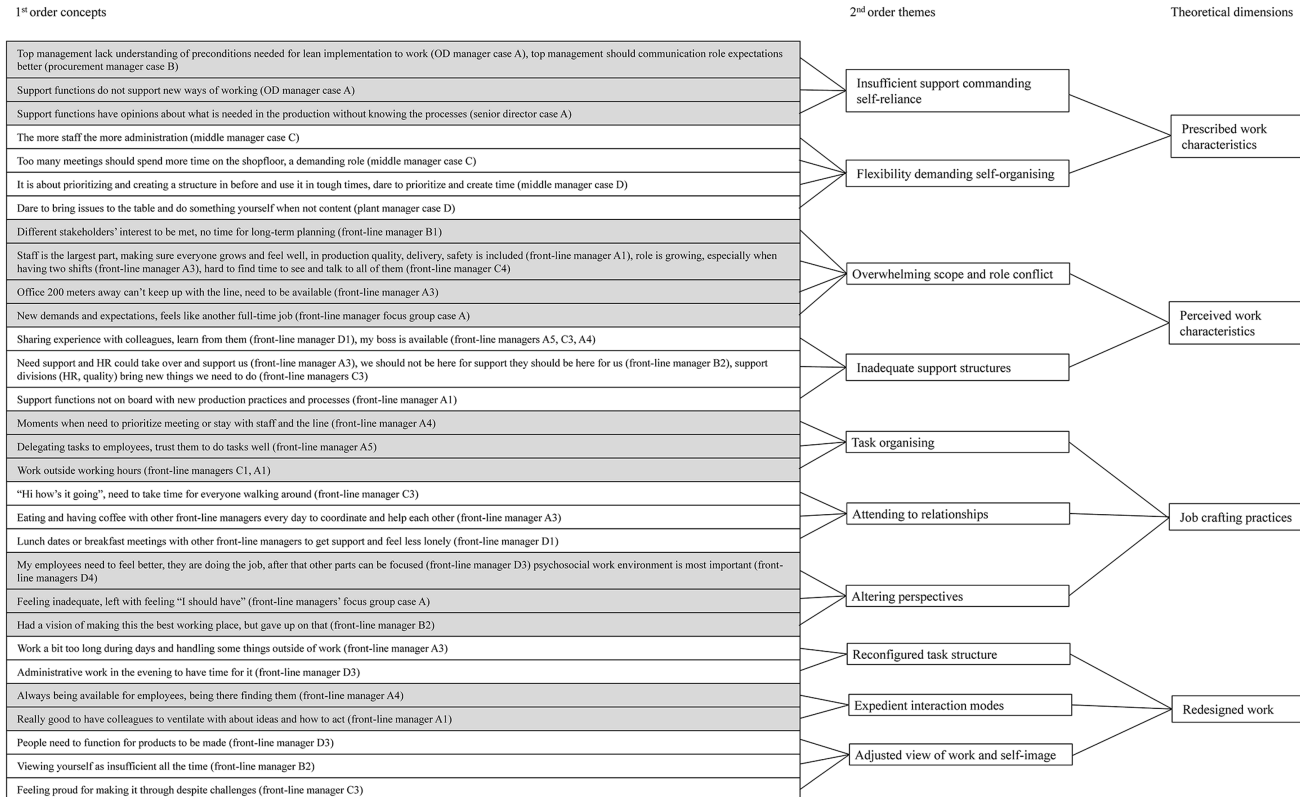 1st order concepts
2nd order themes
Theoretical dimensions
Top management lack understanding of preconditions needed for lean implementation to work (OD manager case A), top management should communication role expectations
better (procurement manager case B)
Support functions do not support new ways of working (OD manager case A)
Support functions have opinions about what is needed in the production without knowing the processes (senior director case A)
The more staff the more administration (middle manager case C)
Too many meetings should spend more time on the shopfloor, a demanding role (middle manager case C)
It is about prioritizing and creating a structure in before and use it in tough times, dare to prioritize and create time (middle manager case D)
Dare to bring issues to the table and do something yourself when not content (plant manager case D)
Different stakeholders' interest to be met, no time for long-term planning (front-line manager B1)
Staff is the largest part, making sure everyone grows and feel well, in production quality, delivery, safety is included (front-line manager A1), role is growing, especially when
having two shifts (front-line manager A3), hard to find time to see and talk to all of them (front-line manager C4)
Office 200 meters away can't keep up with the line, need to be available (front-line manager A3)
New demands and expectations, feels like another full-time job (front-line manager focus group case A)
Sharing experience with colleagues, learn from them (front-line manager D1), my boss is available (front-line managers A5, C3, A4)
Need support and HR could take over and support us (front-line manager A3), we should not be here for support they should be here for us (front-line manager B2), support
divisions (HR, quality) bring new things we need to do (front-line managers C3)
Support functions not on board with new production practices and processes (front-line manager A1)
Moments when need to prioritize meeting or stay with staff and the line (front-line manager A4)
Delegating tasks to employees, trust them to do tasks well (front-line manager A5)
Work outside working hours (front-line managers C1, A1)
“Hi how's it going”, need to take time for everyone walking around (front-line manager C3)
Eating and having coffee with other front-line managers every day to coordinate and help each other (front-line manager A3)
Lunch dates or breakfast meetings with other front-line managers to get support and feel less lonely (front-line manager D1)
My employees need to feel better, they are doing the job, after that other parts can be focused (front-line manager D3) psychosocial work environment is most important (front-
line managers D4)
Feeling inadequate, left with feeling “I should have” (front-line managers' focus group case A)
Had a vision of making this the best working place, but gave up on that (front-line manager B2)
Work a bit too long during days and handling some things outside of work (front-line manager A3)
Administrative work in the evening to have time for it (front-line manager D3)
Always being available for employees, being there finding them (front-line manager A4)
Really good to have colleagues to ventilate with about ideas and how to act (front-line manager A1)
People need to function for products to be made (front-line manager D3)
Viewing yourself as insufficient all the time (front-line manager B2)
Feeling proud for making it through despite challenges (front-line manager C3)
Insufficient support commanding
self-reliance
Flexibility demanding self-organising
Overwhelming scope and role conflict
Inadequate support structures
Task organising
Attending to relationships
Altering perspectives
Reconfigured task structure
Expedient interaction modes
Adjusted view of work and self-image
Prescribed work
characteristics
Perceived work
characteristics
Job crafting practices
Redesigned work